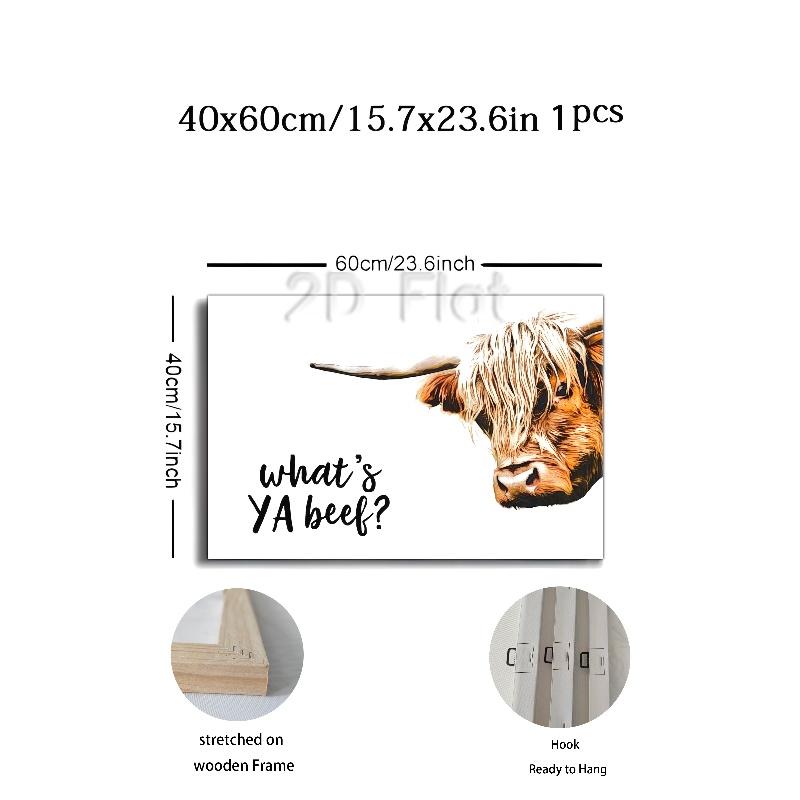 40x60cm/15.7x23.6in 1pcs
60cm/23.6inch
2D Flat
40cm/15.7inch
what's
YA beef?
stretched on
wooden Frame
Hook
Ready to Hang